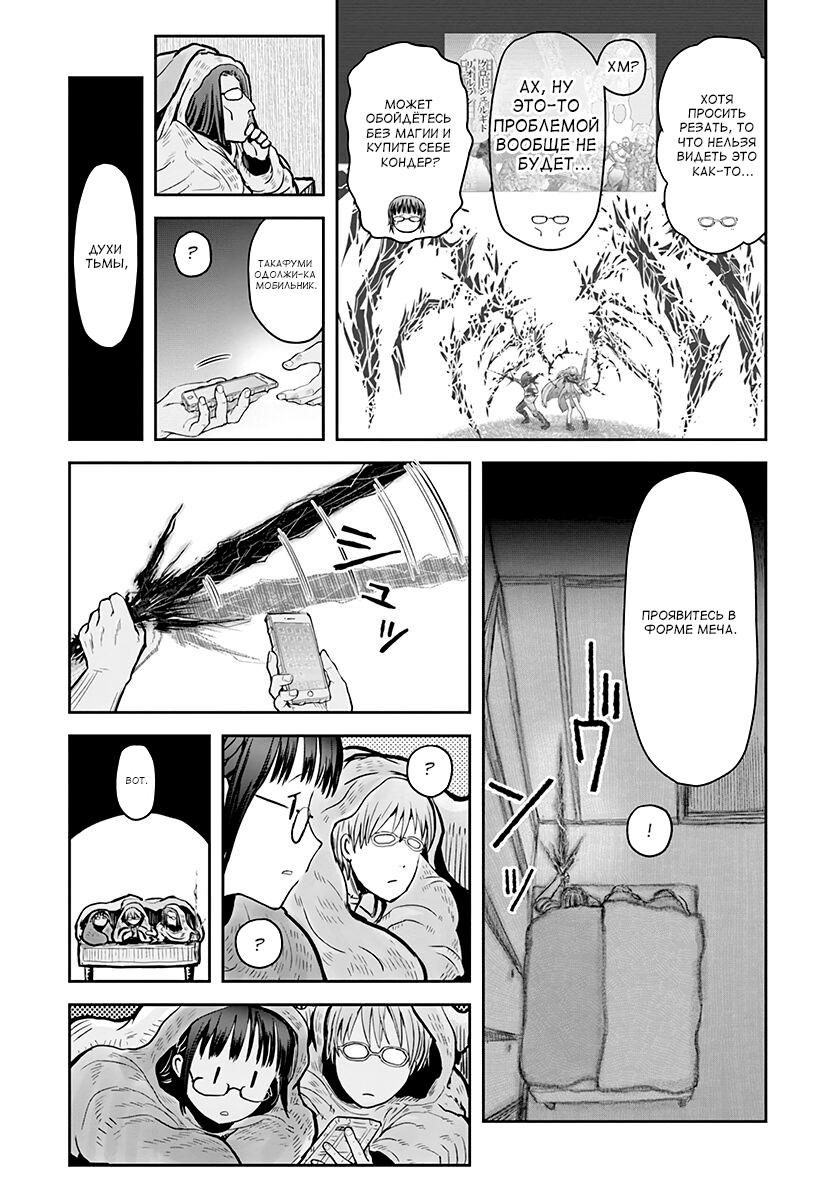 ХМ?
ХОТЯ
ПРОСИТЬ
РЕЗАТЬ, ТО
ЧТО НЕЛЬЗЯ
ВИДЕТЬ ЭТО
КАК-ТО...
АХ, НУ
ЭТО-ТО
ПРОБЛЕМОЙ
ВООБЩЕ НЕ
БУДЕТ...
МОЖЕТ
ОБОЙДЁТЕСЬ
БЕЗ МАГИИ И
КУПИТЕ СЕБЕ
КОНДЕР?
ТАКАФУМИ
ОДОЛЖИ-КА
МОБИЛЬНИК.
?
ДУХИ
ТЬМЫ,
ПРОЯВИТЕСЬ В
ФОРМЕ МЕЧА.
!
?
?
ВОТ.